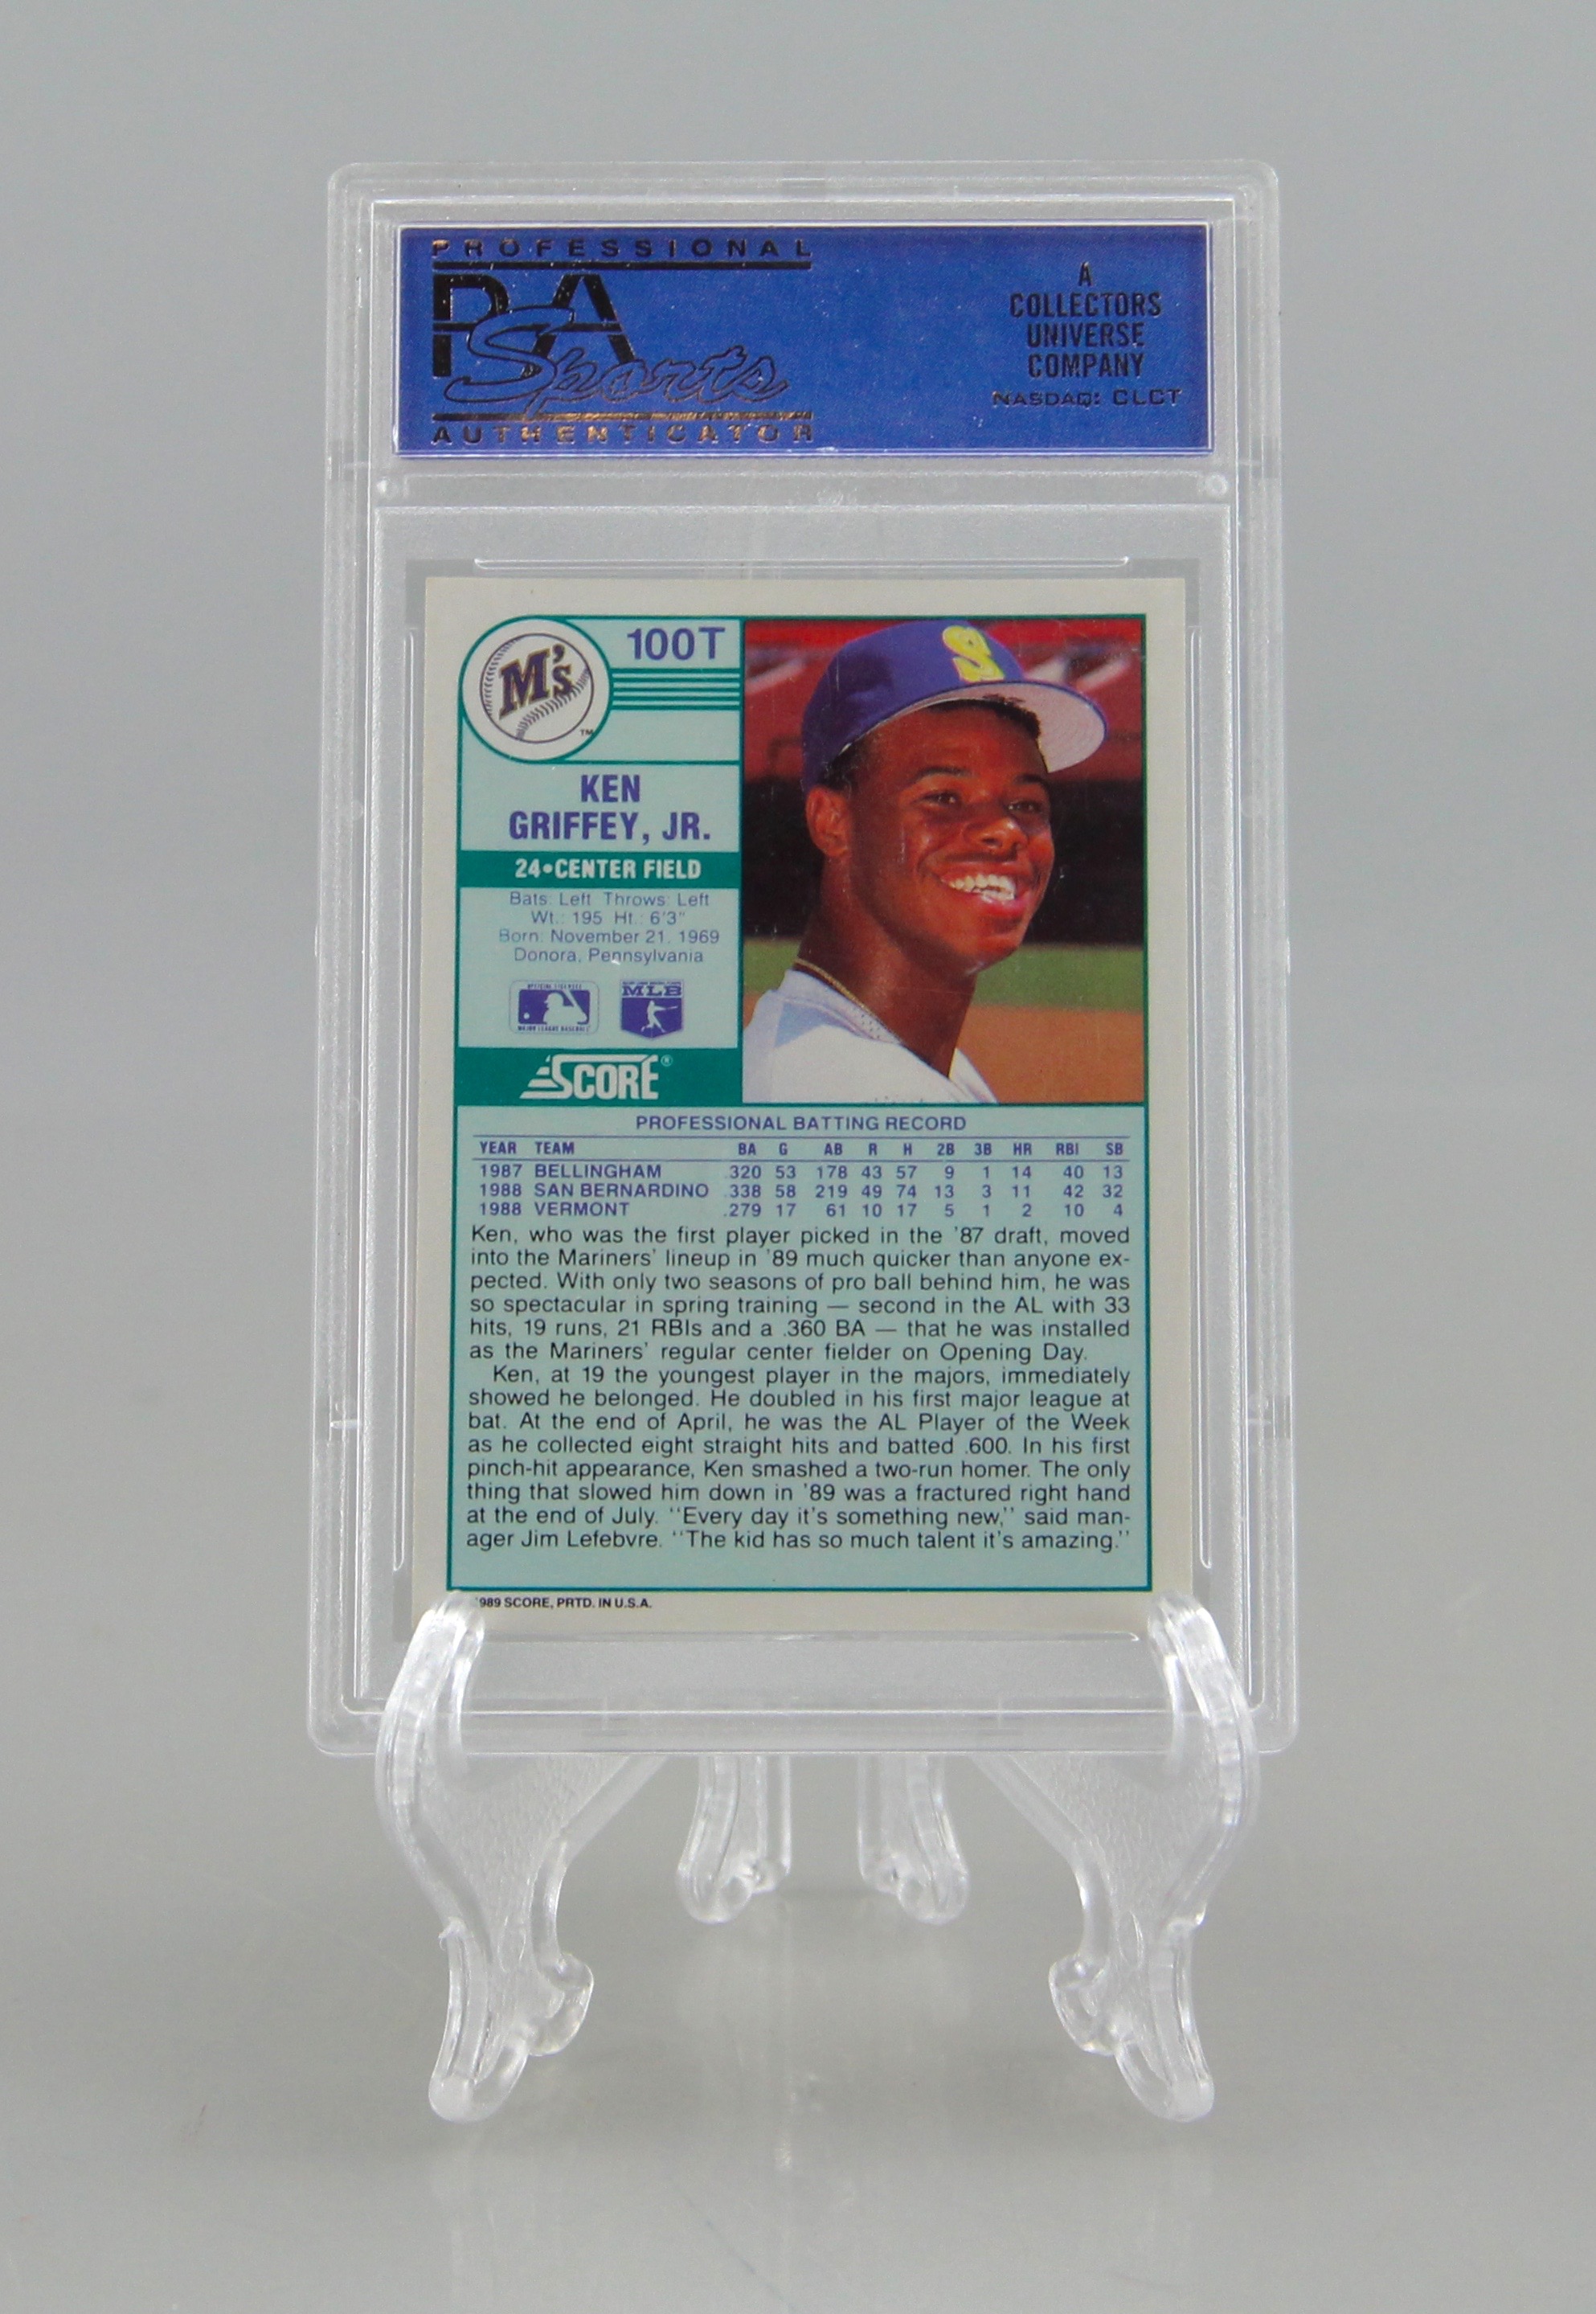 PROFESSIONAL
PSA
Sports
AUTHENTICATOR
A
COLLECTORS
UNIVERSE
COMPANY
NASDAQ: CLCT
M's
TM
100T
S
KEN
GRIFFEY, JR.
24•CENTER FIELD
Bats: Left Throws: Left
Wt.: 195 Ht.: 6'3"
Born: November 21, 1969
Donora, Pennsylvania
MAJOR LEAGUE BASEBALL
MLB
SCORE®
PROFESSIONAL BATTING RECORD
YEAR TEAM BA G AB R H 2B 3B HR RBI SB
1987 BELLINGHAM .320 53 178 43 57 9 1 14 40 13
1988 SAN BERNARDINO .338 58 219 49 74 13 3 11 42 32
1988 VERMONT .279 17 61 10 17 5 1 2 10 4
Ken, who was the first player picked in the '87 draft, moved
into the Mariners' lineup in '89 much quicker than anyone ex-
pected. With only two seasons of pro ball behind him, he was
so spectacular in spring training — second in the AL with 33
hits, 19 runs, 21 RBIs and a .360 BA — that he was installed
as the Mariners' regular center fielder on Opening Day.
Ken, at 19 the youngest player in the majors, immediately
showed he belonged. He doubled in his first major league at
bat. At the end of April, he was the AL Player of the Week
as he collected eight straight hits and batted .600. In his first
pinch-hit appearance, Ken smashed a two-run homer. The only
thing that slowed him down in '89 was a fractured right hand
at the end of July. "Every day it's something new," said man-
ager Jim Lefebvre. "The kid has so much talent it's amazing."
989 SCORE, PRTD. IN U.S.A.